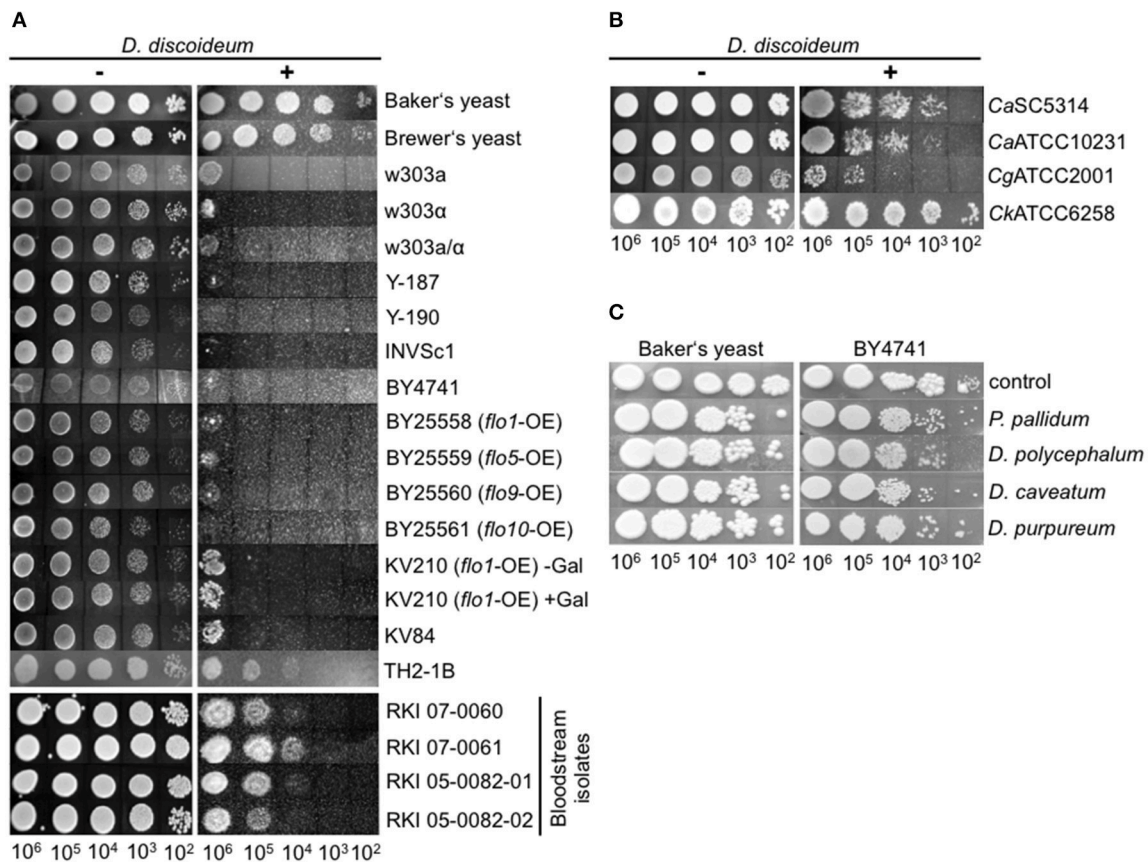 A
D. discoideum
- +
Baker's yeast
Brewer's yeast
w303a
w303α
w303a/α
Y-187
Y-190
INVSc1
BY4741
BY25558 (flo1-OE)
BY25559 (flo5-OE)
BY25560 (flo9-OE)
BY25561 (flo10-OE)
KV210 (flo1-OE) -Gal
KV210 (flo1-OE) +Gal
KV84
TH2-1B
RKI 07-0060
RKI 07-0061
RKI 05-0082-01
RKI 05-0082-02
Bloodstream
isolates
10⁶ 10⁵ 10⁴ 10³ 10² 10⁶ 10⁵ 10⁴ 10³ 10²
B
D. discoideum
- +
CaSC5314
CaATCC10231
CgATCC2001
CkATCC6258
10⁶ 10⁵ 10⁴ 10³ 10² 10⁶ 10⁵ 10⁴ 10³ 10²
C
Baker's yeast BY4741
control
P. pallidum
D. polycephalum
D. caveatum
D. purpureum
10⁶ 10⁵ 10⁴ 10³ 10² 10⁶ 10⁵ 10⁴ 10³ 10²